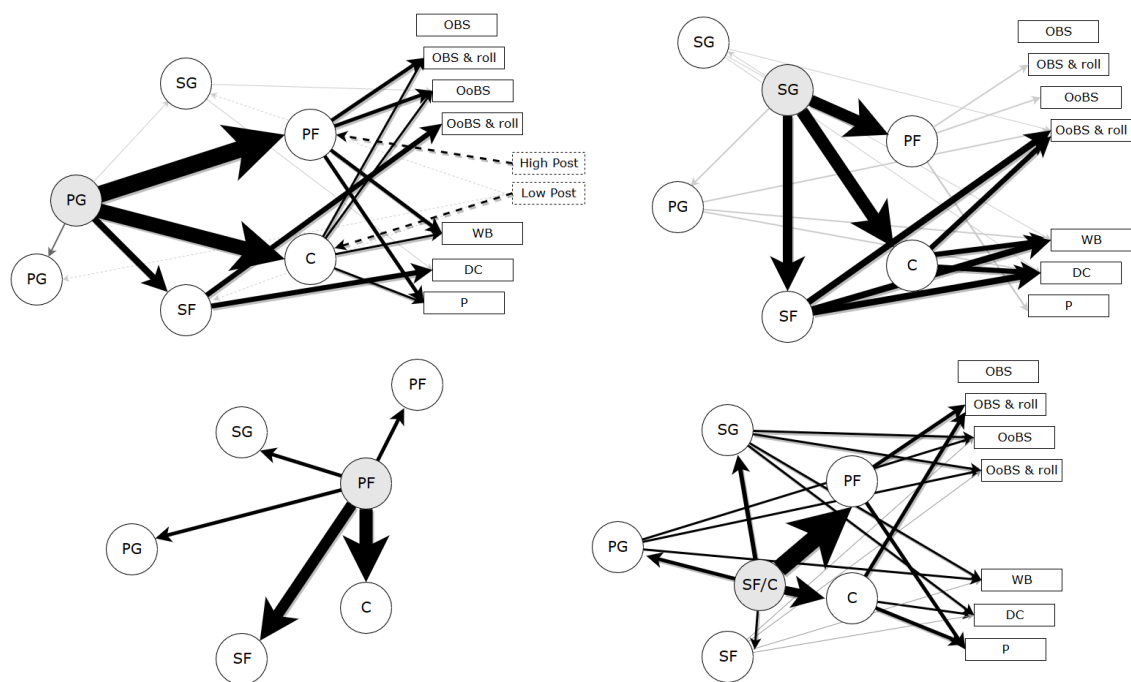 OBS
OBS & roll
SG
OoBS
OoBS & roll
PF
High Post
Low Post
PG
WB
C
DC
PG
P
SF
OBS
SG
OBS & roll
SG
OoBS
OoBS & roll
PF
PG
WB
C
DC
P
SF
PF
SG
PF
PG
C
SF
OBS
OBS & roll
SG
OoBS
OoBS & roll
PF
PG
WB
SF/C
C
DC
P
SF